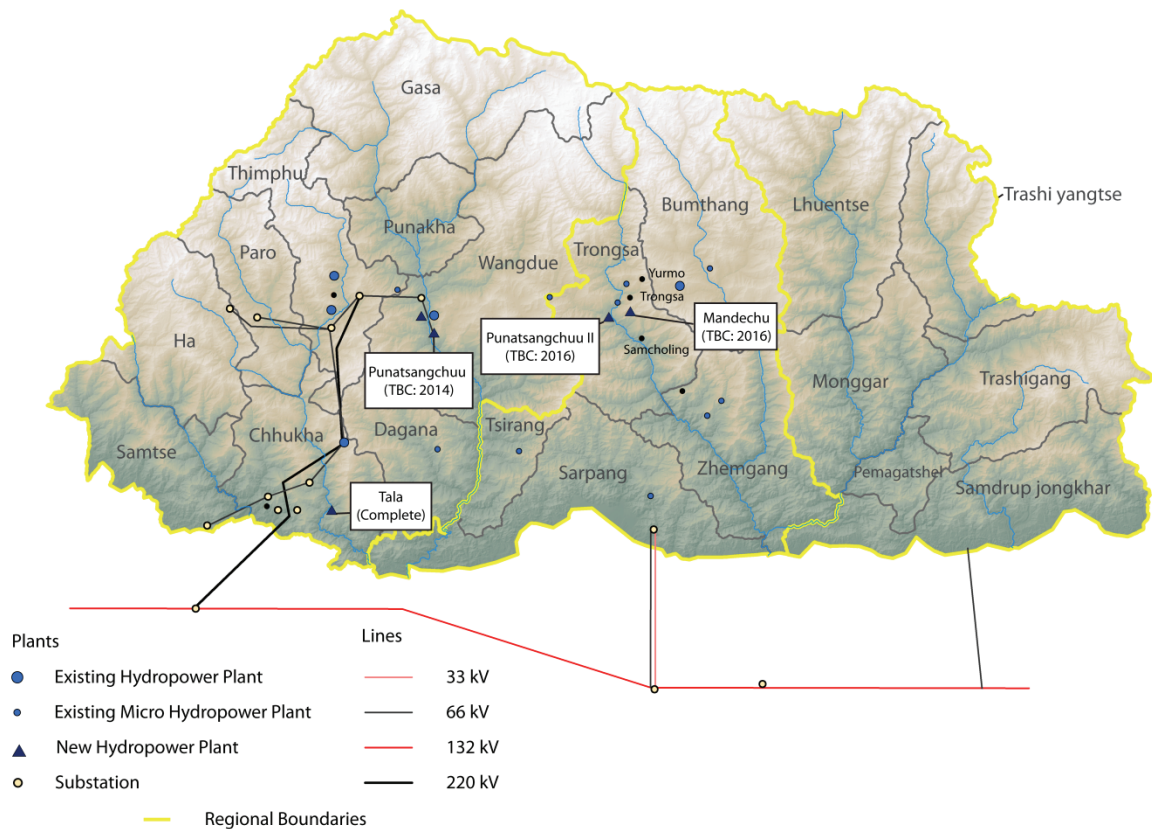 Gasa
Thimphu
Punakha
Bumthang
Lhuentse
Trashi yangtse
Paro
Wangdue
Trongsa
Yurmo
Trongsa
Ha
Punatsangchuu II
(TBC: 2016)
Mandechu
(TBC: 2016)
Samcholing
Punatsangchuu
(TBC: 2014)
Monggar
Trashigang
Samtse
Chhukha
Dagana
Tsirang
Sarpang
Zhemgang
Pemagatshel
Samdrup jongkhar
Tala
(Complete)
Plants
Existing Hydropower Plant
Existing Micro Hydropower Plant
New Hydropower Plant
Substation
Lines
33 kV
66 kV
132 kV
220 kV
Regional Boundaries